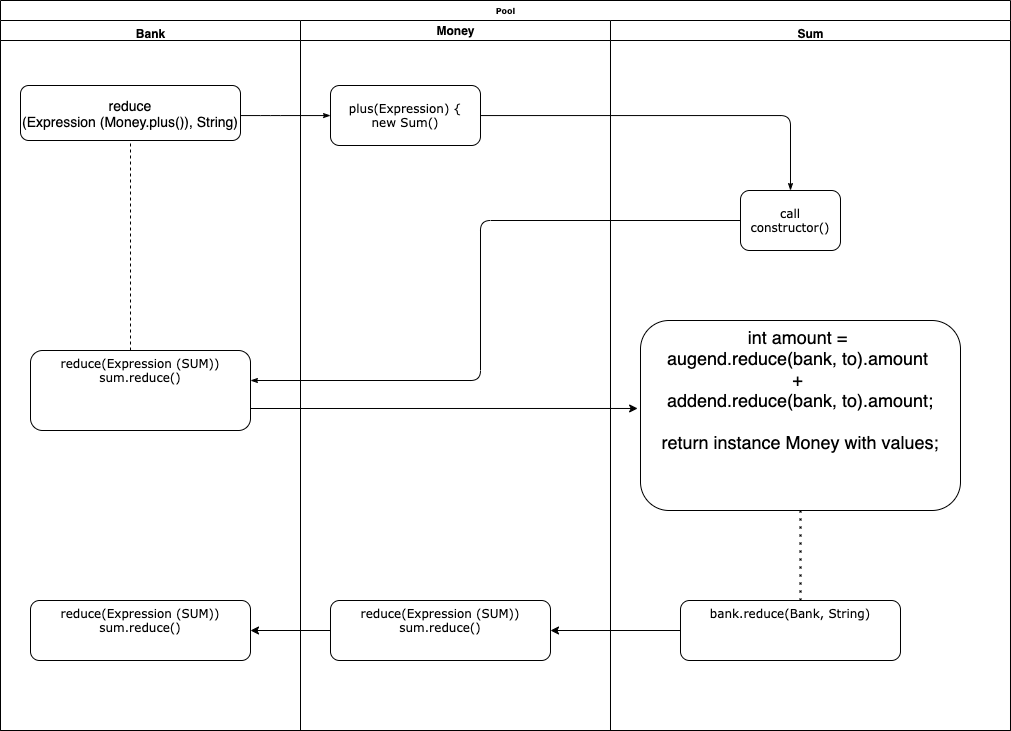 Pool
Bank
Money
Sum
reduce
(Expression (Money.plus()), String)
plus(Expression) {
new Sum()
call
constructor()
reduce(Expression (SUM))
sum.reduce()
int amount =
augend.reduce(bank, to).amount
+
addend.reduce(bank, to).amount;
return instance Money with values;
reduce(Expression (SUM))
sum.reduce()
reduce(Expression (SUM))
sum.reduce()
bank.reduce(Bank, String)